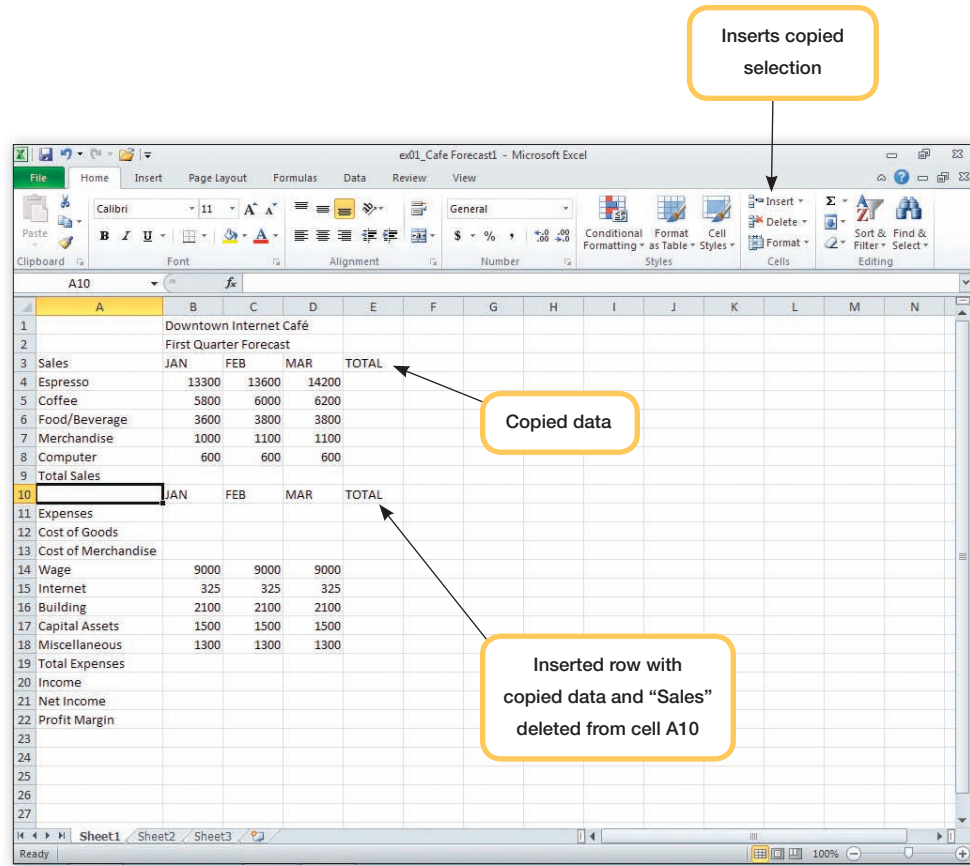 Inserts copied
selection
ex01_Cafe Forecast1 - Microsoft Excel
File Home Insert Page Layout Formulas Data Review View
Paste
Calibri 11 A A
B I U A
General
$ % , .00 .00
Conditional Formatting
Format as Table
Cell Styles
Insert
Delete
Format
Σ
Sort & Filter
Find & Select
Clipboard Font Alignment Number Styles Cells Editing
A10 fx
A B C D E F G H I J K L M N
1 Downtown Internet Café
2 First Quarter Forecast
3 Sales JAN FEB MAR TOTAL
4 Espresso 13300 13600 14200
5 Coffee 5800 6000 6200
6 Food/Beverage 3600 3800 3800
7 Merchandise 1000 1100 1100
8 Computer 600 600 600
9 Total Sales
10 JAN FEB MAR TOTAL
11 Expenses
12 Cost of Goods
13 Cost of Merchandise
14 Wage 9000 9000 9000
15 Internet 325 325 325
16 Building 2100 2100 2100
17 Capital Assets 1500 1500 1500
18 Miscellaneous 1300 1300 1300
19 Total Expenses
20 Income
21 Net Income
22 Profit Margin
23
24
25
26
27
Copied data
Inserted row with
copied data and “Sales”
deleted from cell A10
Sheet1 Sheet2 Sheet3
Ready 100%